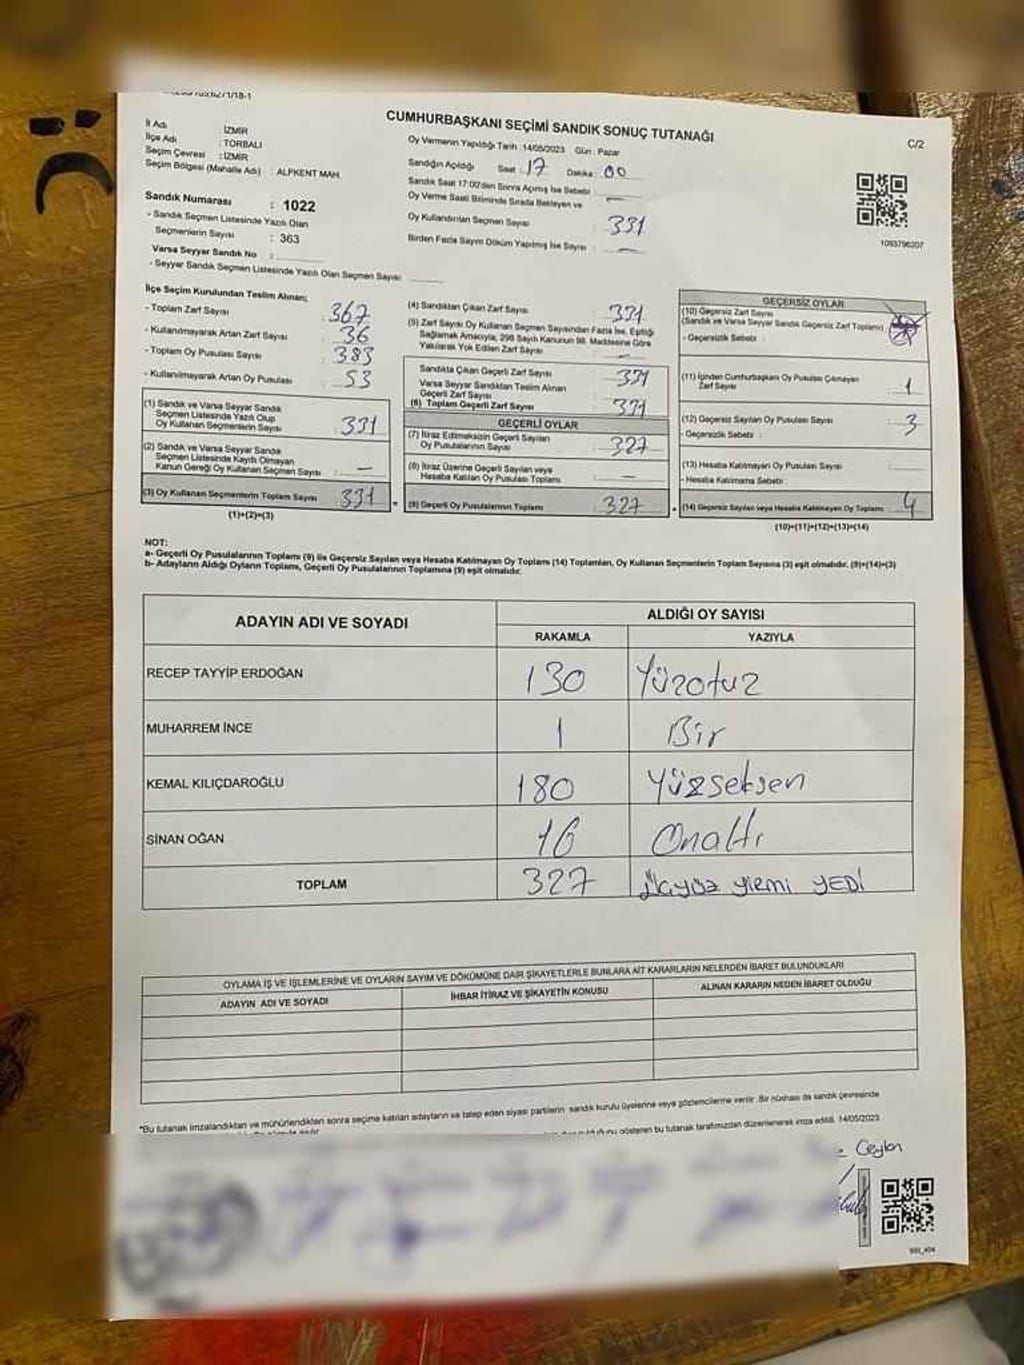 CUMHURBAŞKANI SEÇİMİ SANDIK SONUÇ TUTANAĞI
C/2
İl Adı : İZMİR
İlçe Adı : TORBALI
Seçim Çevresi : İZMİR
Seçim Bölgesi (Mahalle Adı) : ALPKENT MAH.
Oy Vermenin Yapıldığı Tarih 14/05/2023 Gün: Pazar
Sandığın Açıldığı Saat : 17 Dakika : 00
Sandık Saat 17:00'den Sonra Açılmış İse Sebebi :
Oy Verme Saati Bitiminde Sırada Bekleyen ve
Oy Kullandırılan Seçmen Sayısı : 331
Birden Fazla Sayım Döküm Yapılmış İse Sayısı : —
1093796207
Sandık Numarası : 1022
- Sandık Seçmen Listesinde Yazılı Olan
Seçmenlerin Sayısı : 363
Varsa Seyyar Sandık No :
- Seyyar Sandık Seçmen Listesinde Yazılı Olan Seçmen Sayısı:
İlçe Seçim Kurulundan Teslim Alınan;
- Toplam Zarf Sayısı : 367
- Kullanılmayarak Artan Zarf Sayısı : 36
- Toplam Oy Pusulası Sayısı : 383
- Kullanılmayarak Artan Oy Pusulası : 53
(1) Sandık ve Varsa Seyyar Sandık
Seçmen Listesinde Yazılı Olup
Oy Kullanan Seçmenlerin Sayısı : 331
(2) Sandık ve Varsa Seyyar Sandık
Seçmen Listesinde Kayıtlı Olmayan
Kanun Gereği Oy Kullanan Seçmen Sayısı : —
(3) Oy Kullanan Seçmenlerin Toplam Sayısı : 331
(1)+(2)=(3)
(4) Sandıktan Çıkan Zarf Sayısı : 331
(5) Zarf Sayısı Oy Kullanan Seçmen Sayısından Fazla İse, Eşitliği
Sağlamak Amacıyla, 298 Sayılı Kanunun 98. Maddesine Göre
Yakılarak Yok Edilen Zarf Sayısı : —
Sandıkta Çıkan Geçerli Zarf Sayısı : 331
Varsa Seyyar Sandıktan Teslim Alınan
Geçerli Zarf Sayısı :
(6) Toplam Geçerli Zarf Sayısı : 331
GEÇERLİ OYLAR
(7) İtiraz Edilmeksizin Geçerli Sayılan
Oy Pusulalarının Sayısı : 327
(8) İtiraz Üzerine Geçerli Sayılan veya
Hesaba Katılan Oy Pusulası Toplamı : —
(9) Geçerli Oy Pusulalarının Toplamı : 327
GEÇERSİZ OYLAR
(10) Geçersiz Zarf Sayısı
(Sandık ve Varsa Seyyar Sandık Geçersiz Zarf Toplamı)
- Geçersizlik Sebebi :
(11) İçinden Cumhurbaşkanı Oy Pusulası Çıkmayan
Zarf Sayısı : 1
(12) Geçersiz Sayılan Oy Pusulası Sayısı : 3
- Geçersizlik Sebebi :
(13) Hesaba Katılmayan Oy Pusulası Sayısı :
- Hesaba Katılmama Sebebi :
(14) Geçersiz Sayılan veya Hesaba Katılmayan Oy Toplamı : 4
(10)+(11)+(12)+(13)=(14)
NOT:
a- Geçerli Oy Pusulalarının Toplamı (9) ile Geçersiz Sayılan veya Hesaba Katılmayan Oy Toplamı (14) Toplamları, Oy Kullanan Seçmenlerin Toplam Sayısına (3) eşit olmalıdır. (9)+(14)=(3)
b- Adayların Aldığı Oyların Toplamı, Geçerli Oy Pusulalarının Toplamına (9) eşit olmalıdır.
ADAYIN ADI VE SOYADI ALDIĞI OY SAYISI
RAKAMLA YAZIYLA
RECEP TAYYİP ERDOĞAN 130 Yüzotuz
MUHARREM İNCE 1 Bir
KEMAL KILIÇDAROĞLU 180 Yüzseksen
SİNAN OĞAN 16 Onaltı
TOPLAM 327 Üçyüz yirmi YEDİ
OYLAMA İŞ VE İŞLEMLERİNE VE OYLARIN SAYIM VE DÖKÜMÜNE DAİR ŞİKAYETLERLE BUNLARA AİT KARARLARIN NELERDEN İBARET BULUNDUKLARI
ADAYIN ADI VE SOYADI İHBAR İTİRAZ VE ŞİKAYETİN KONUSU ALINAN KARARIN NEDEN İBARET OLDUĞU
*Bu tutanak imzalandıktan ve mühürlendikten sonra seçime katılan adayların ve talep eden siyasi partilerin sandık kurulu üyelerine veya gözlemcilerine verilir. Bir nüshası da sandık çevresinde
gösteren bu tutanak tarafımızdan düzenlenerek imza edildi. 14/05/2023
Ceylan